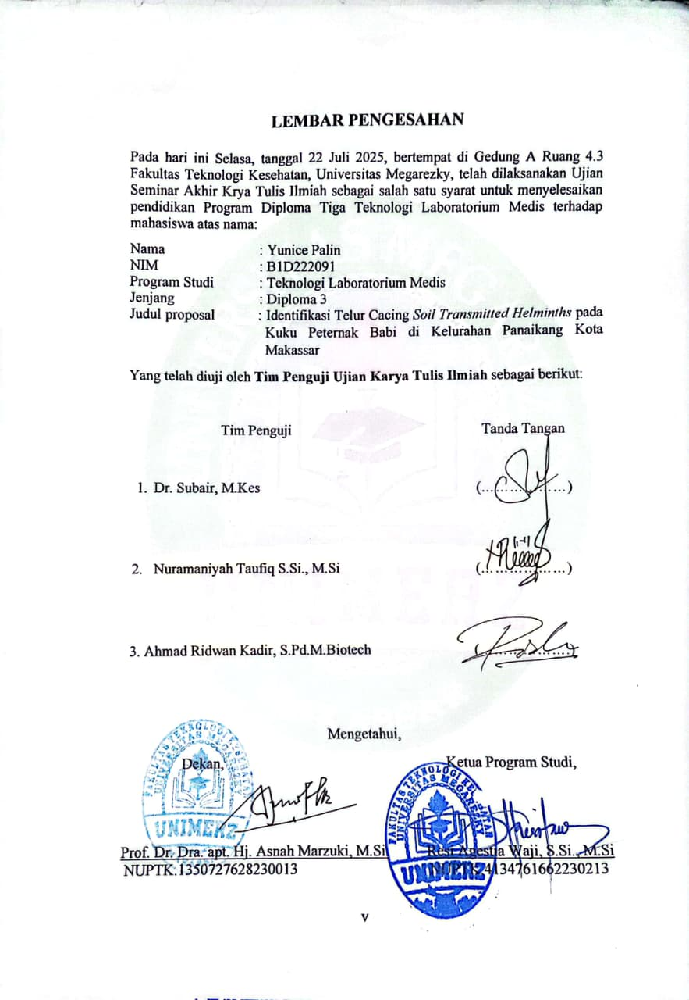 LEMBAR PENGESAHAN
Pada hari ini Selasa, tanggal 22 Juli 2025, bertempat di Gedung A Ruang 4.3
Fakultas Teknologi Kesehatan, Universitas Megarezky, telah dilaksanakan Ujian
Seminar Akhir Krya Tulis Ilmiah sebagai salah satu syarat untuk menyelesaikan
pendidikan Program Diploma Tiga Teknologi Laboratorium Medis terhadap
mahasiswa atas nama:
Nama : Yunice Palin
NIM : B1D222091
Program Studi : Teknologi Laboratorium Medis
Jenjang : Diploma 3
Judul proposal : Identifikasi Telur Cacing Soil Transmitted Helminths pada
Kuku Peternak Babi di Kelurahan Panaikang Kota
Makassar
Yang telah diuji oleh Tim Penguji Ujian Karya Tulis Ilmiah sebagai berikut:
Tim Penguji Tanda Tangan
1. Dr. Subair, M.Kes (..............)
2. Nuramaniyah Taufiq S.Si., M.Si (..............)
3. Ahmad Ridwan Kadir, S.Pd.M.Biotech
Mengetahui,
Dekan, Ketua Program Studi,
FAKULTAS TEKNOLOGI KESEHATAN
UNIVERSITAS MEGAREZKY
UNIMERZ
FAKULTAS TEKNOLOGI KESEHATAN
UNIVERSITAS MEGAREZKY
UNIMERZ
Prof. Dr. Dra. apt. Hj. Asnah Marzuki, M.Si Resi Agestia Waji, S.Si., M.Si
NUPTK:1350727628230013 NUPTK:4134761662230213
v